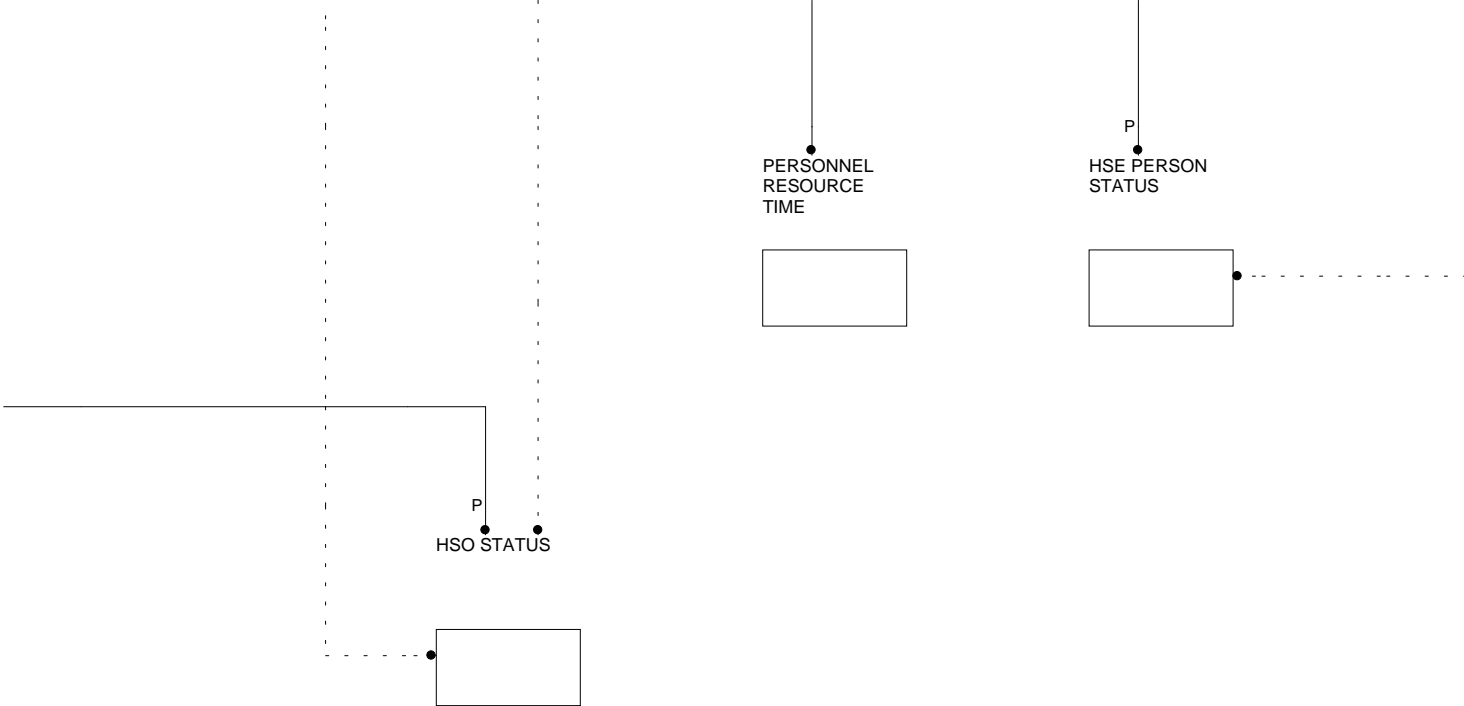 P
PERSONNEL
RESOURCE
TIME
HSE PERSON
STATUS
P
HSO STATUS